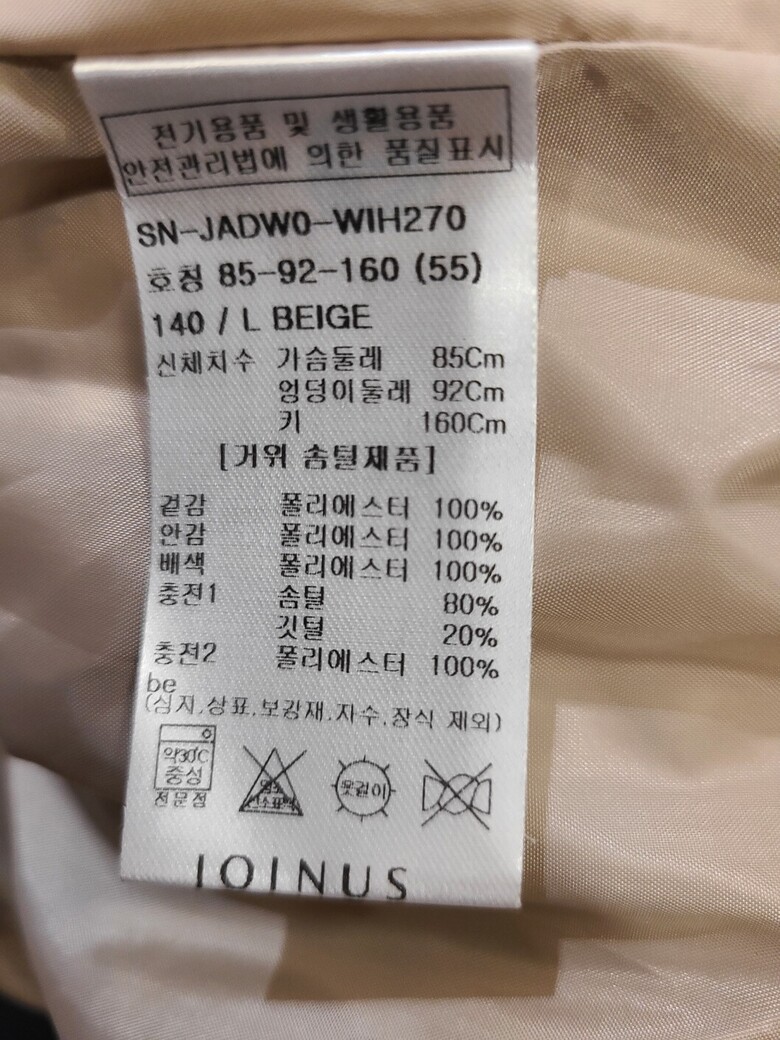 전기용품 및 생활용품
안전관리법에 의한 품질표시
SN-JADW0-WIH270
호칭 85-92-160 (55)
140 / L BEIGE
신체치수 가슴둘레 85Cm
엉덩이둘레 92Cm
키 160Cm
[거위 솜털제품]
겉감 폴리에스터 100%
안감 폴리에스터 100%
배색 폴리에스터 100%
충전1 솜털 80%
깃털 20%
충전2 폴리에스터 100%
be
(심지,상표,보강재,자수,장식 제외)
약30℃
중성
전문점
염소
산소표백
옷걸이
JOINUS